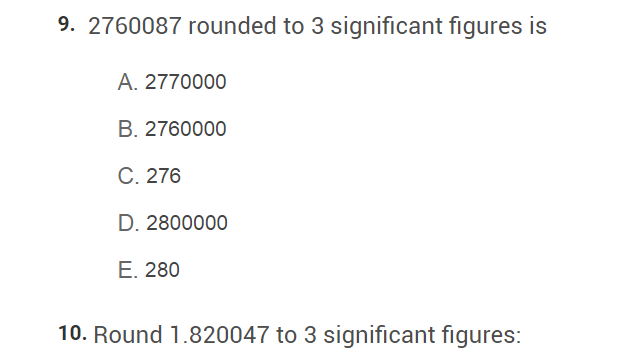 9. 2760087 rounded to 3 significant figures is
A. 2770000
B. 2760000
C. 276
D. 2800000
E. 280
10. Round 1.820047 to 3 significant figures: